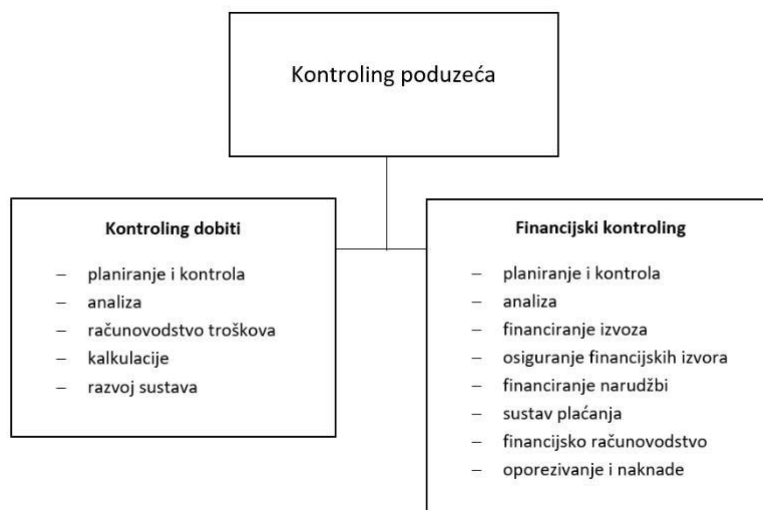 Kontroling poduzeća
Kontroling dobiti
– planiranje i kontrola
– analiza
– računovodstvo troškova
– kalkulacije
– razvoj sustava
Financijski kontroling
– planiranje i kontrola
– analiza
– financiranje izvoza
– osiguranje financijskih izvora
– financiranje narudžbi
– sustav plaćanja
– financijsko računovodstvo
– oporezivanje i naknade